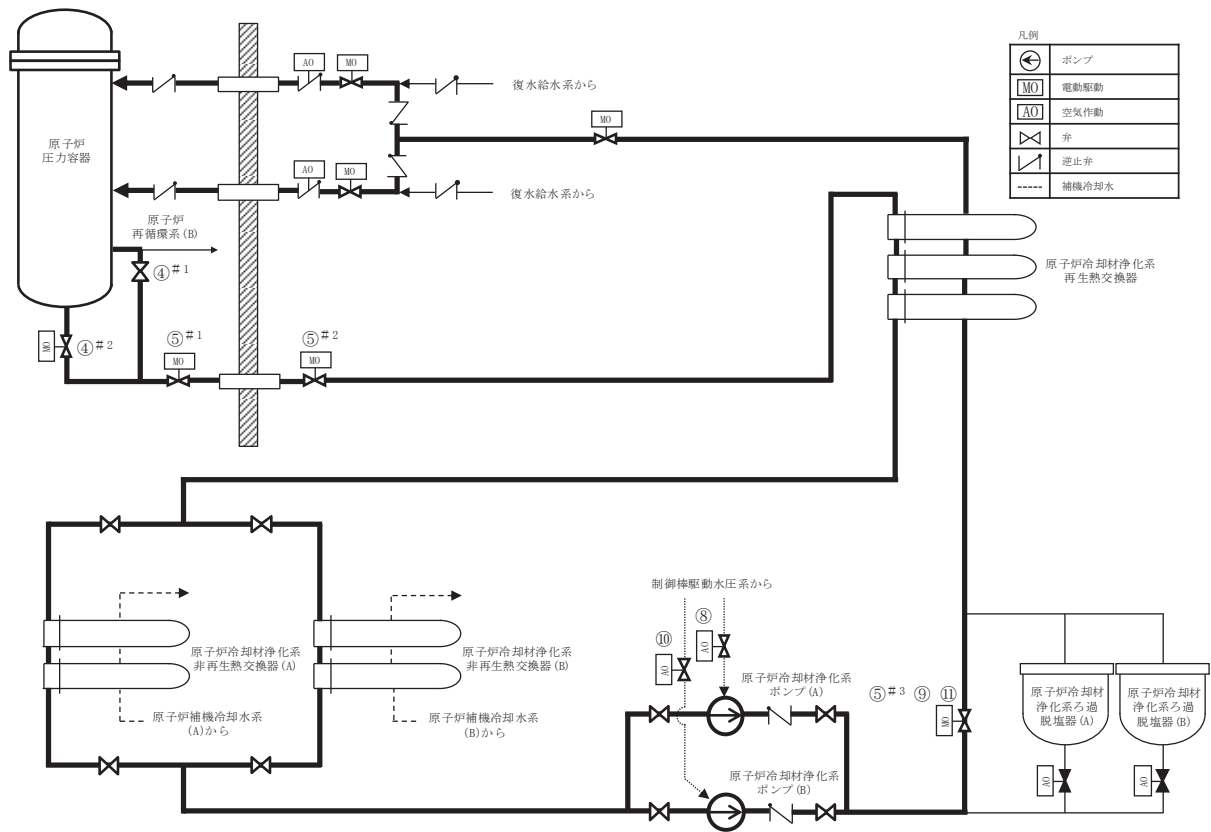 凡例
ポンプ
MO
電動駆動
AO
空気作動
弁
逆止弁
補機冷却水
AO
MO
復水給水系から
MO
原子炉
圧力容器
AO
MO
復水給水系から
原子炉
再循環系(B)
④#1
原子炉冷却材浄化系
再生熱交換器
MO
④#2
⑤#1
MO
⑤#2
MO
制御棒駆動水圧系から
⑧
AO
⑩
AO
原子炉冷却材浄化系
非再生熱交換器(A)
原子炉冷却材浄化系
非再生熱交換器(B)
原子炉補機冷却水系
(A)から
原子炉補機冷却水系
(B)から
原子炉冷却材浄化系
ポンプ(A)
⑤#3 ⑨ ⑪
MO
原子炉冷却材
浄化系ろ過
脱塩器(A)
原子炉冷却材
浄化系ろ過
脱塩器(B)
原子炉冷却材浄化系
ポンプ(B)
AO
AO